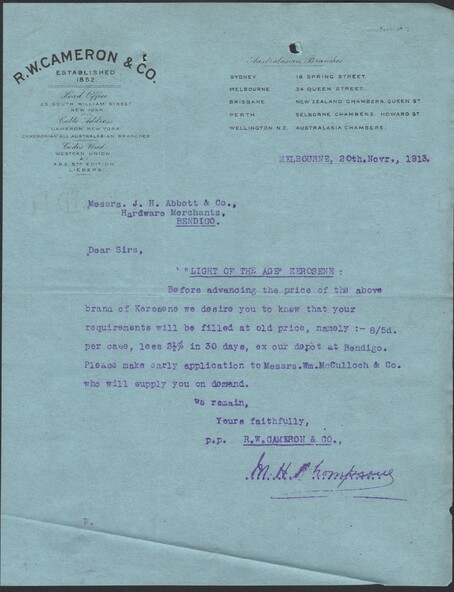 R.W. CAMERON & CO.
ESTABLISHED
1852.
Head Office
23 SOUTH WILLIAM STREET
NEW YORK.
Cable Address
CAMERON NEW YORK
CAMERONIAN ALL AUSTRALASIAN BRANCHES
Codes Used
WESTERN UNION
A.B.C. 5TH EDITION
LIEBERS.
Australasian Branches
SYDNEY 16 SPRING STREET.
MELBOURNE 34 QUEEN STREET.
BRISBANE NEW ZEALAND CHAMBERS, QUEEN ST
PERTH SELBORNE CHAMBERS, HOWARD ST
WELLINGTON N.Z. AUSTRALASIA CHAMBERS.
MELBOURNE, 20th.Novr., 1913.
Messrs. J. H. Abbott & Co.,
Hardware Merchants,
BENDIGO.
Dear Sirs,
'"LIGHT OF THE AGE' KEROSENE :
Before advancing the price of the above
brand of Kerosene we desire you to know that your
requirements will be filled at old price, namely :- 8/5d.
per case, less 3½% in 30 days, ex our depot at Bendigo.
Please make early application to Messrs.Wm.McCulloch & Co.
who will supply you on demand.
We remain,
Yours faithfully,
p.p. R.W.CAMERON & CO.,
M.H. Thompson